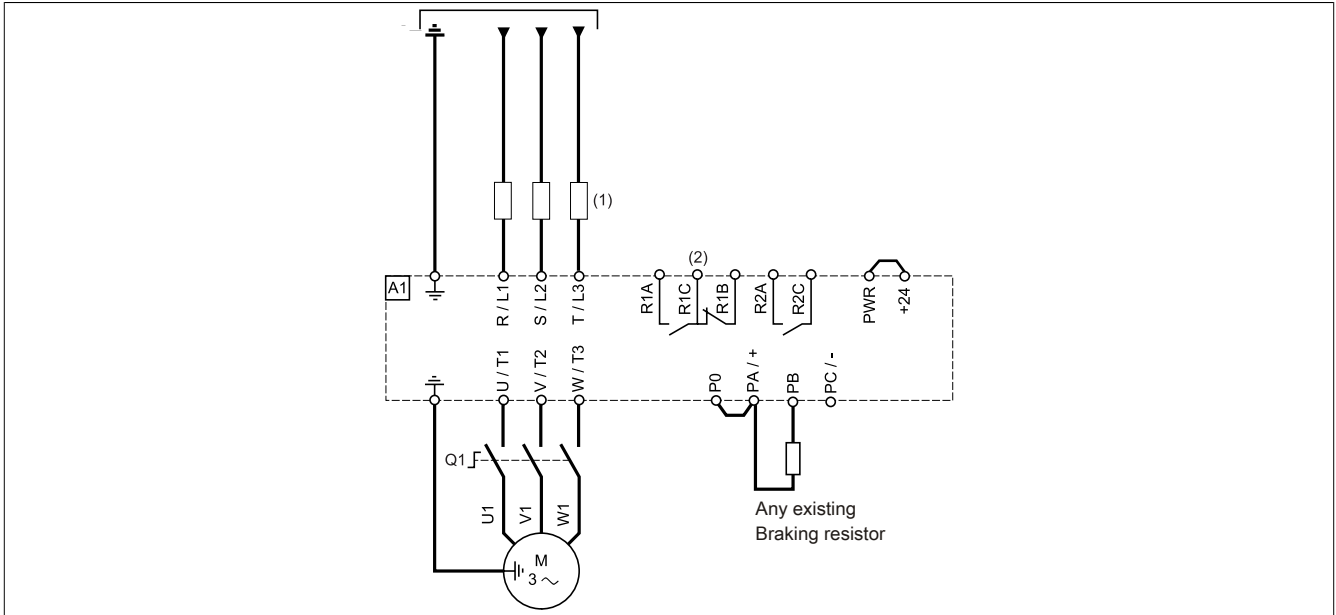 (1)
(2)
A1
R / L1
S / L2
T / L3
R1A
R1C
R1B
R2A
R2C
PWR
+24
U / T1
V / T2
W / T3
P0
PA / +
PB
PC / -
Q1
U1
V1
W1
M
3 ~
Any existing
Braking resistor